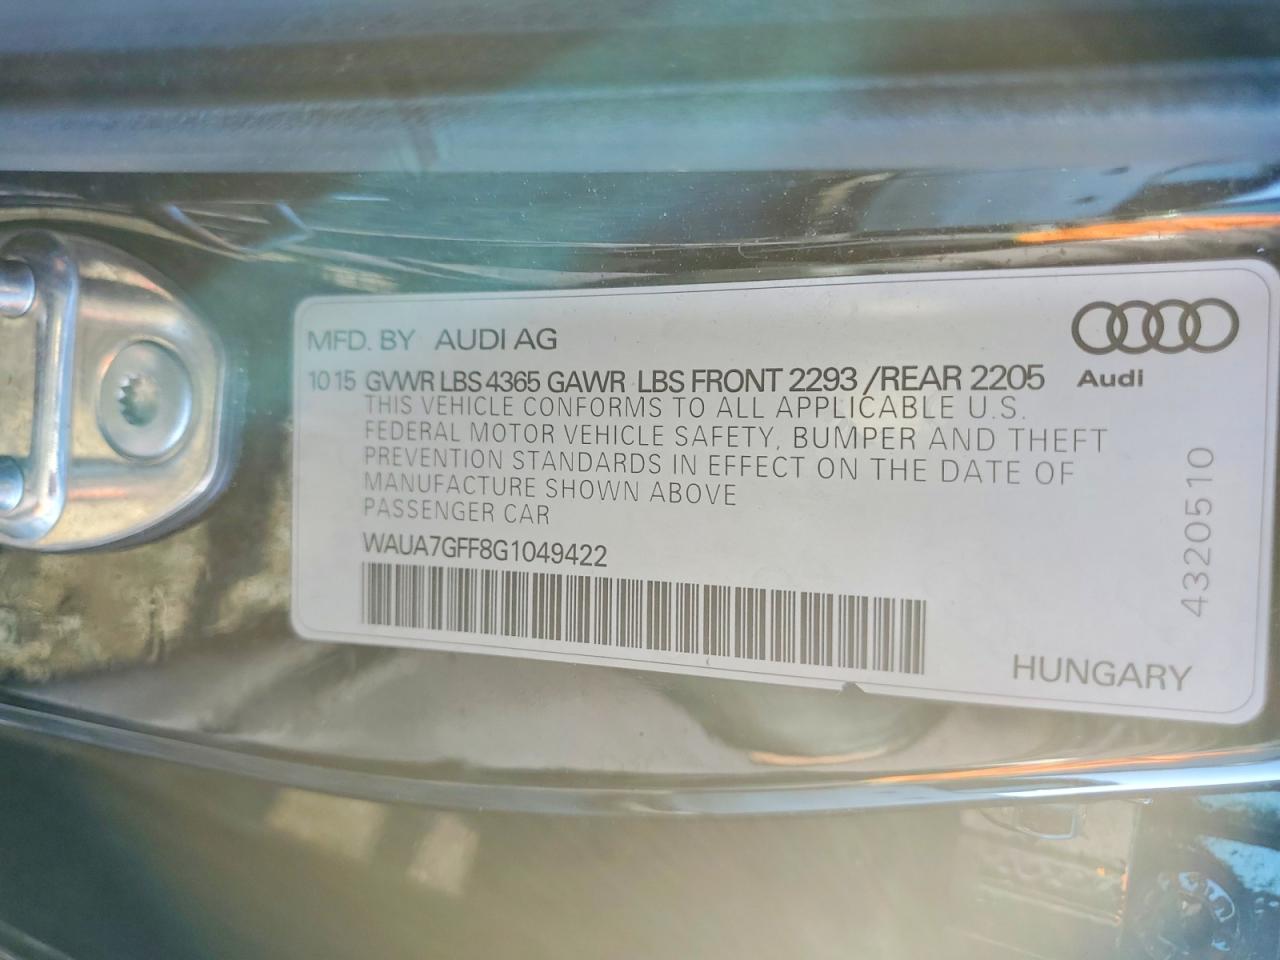 MFD. BY AUDI AG
10 15 GVWR LBS 4365 GAWR LBS FRONT 2293 /REAR 2205
THIS VEHICLE CONFORMS TO ALL APPLICABLE U.S.
FEDERAL MOTOR VEHICLE SAFETY, BUMPER AND THEFT
PREVENTION STANDARDS IN EFFECT ON THE DATE OF
MANUFACTURE SHOWN ABOVE
PASSENGER CAR
WAUA7GFF8G1049422
Audi
4320510
HUNGARY